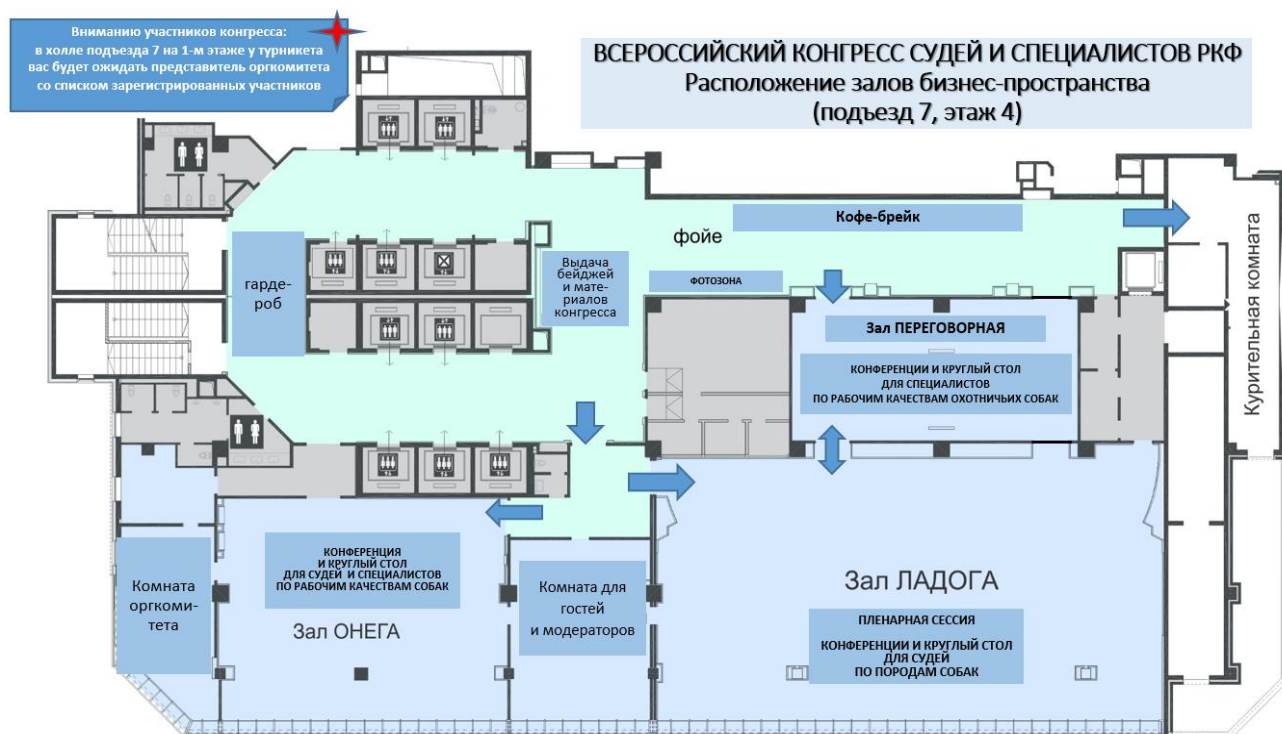 Вниманию участников конгресса:
в холле подъезда 7 на 1-м этаже у турникета
вас будет ожидать представитель оргкомитета
со списком зарегистрированных участников
ВСЕРОССИЙСКИЙ КОНГРЕСС СУДЕЙ И СПЕЦИАЛИСТОВ РКФ
Расположение залов бизнес-пространства
(подъезд 7, этаж 4)
Кофе-брейк
фойе
гарде-
роб
Выдача
бейджей
и мате-
риалов
конгресса
ФОТОЗОНА
Зал ПЕРЕГОВОРНАЯ
КОНФЕРЕНЦИИ И КРУГЛЫЙ СТОЛ
ДЛЯ СПЕЦИАЛИСТОВ
ПО РАБОЧИМ КАЧЕСТВАМ ОХОТНИЧЬИХ СОБАК
Курительная комната
КОНФЕРЕНЦИЯ
И КРУГЛЫЙ СТОЛ
ДЛЯ СУДЕЙ И СПЕЦИАЛИСТОВ
ПО РАБОЧИМ КАЧЕСТВАМ СОБАК
Комната
оргкоми-
тета
Зал ОНЕГА
Комната для
гостей
и модераторов
Зал ЛАДОГА
ПЛЕНАРНАЯ СЕССИЯ
КОНФЕРЕНЦИИ И КРУГЛЫЙ СТОЛ
ДЛЯ СУДЕЙ
ПО ПОРОДАМ СОБАК